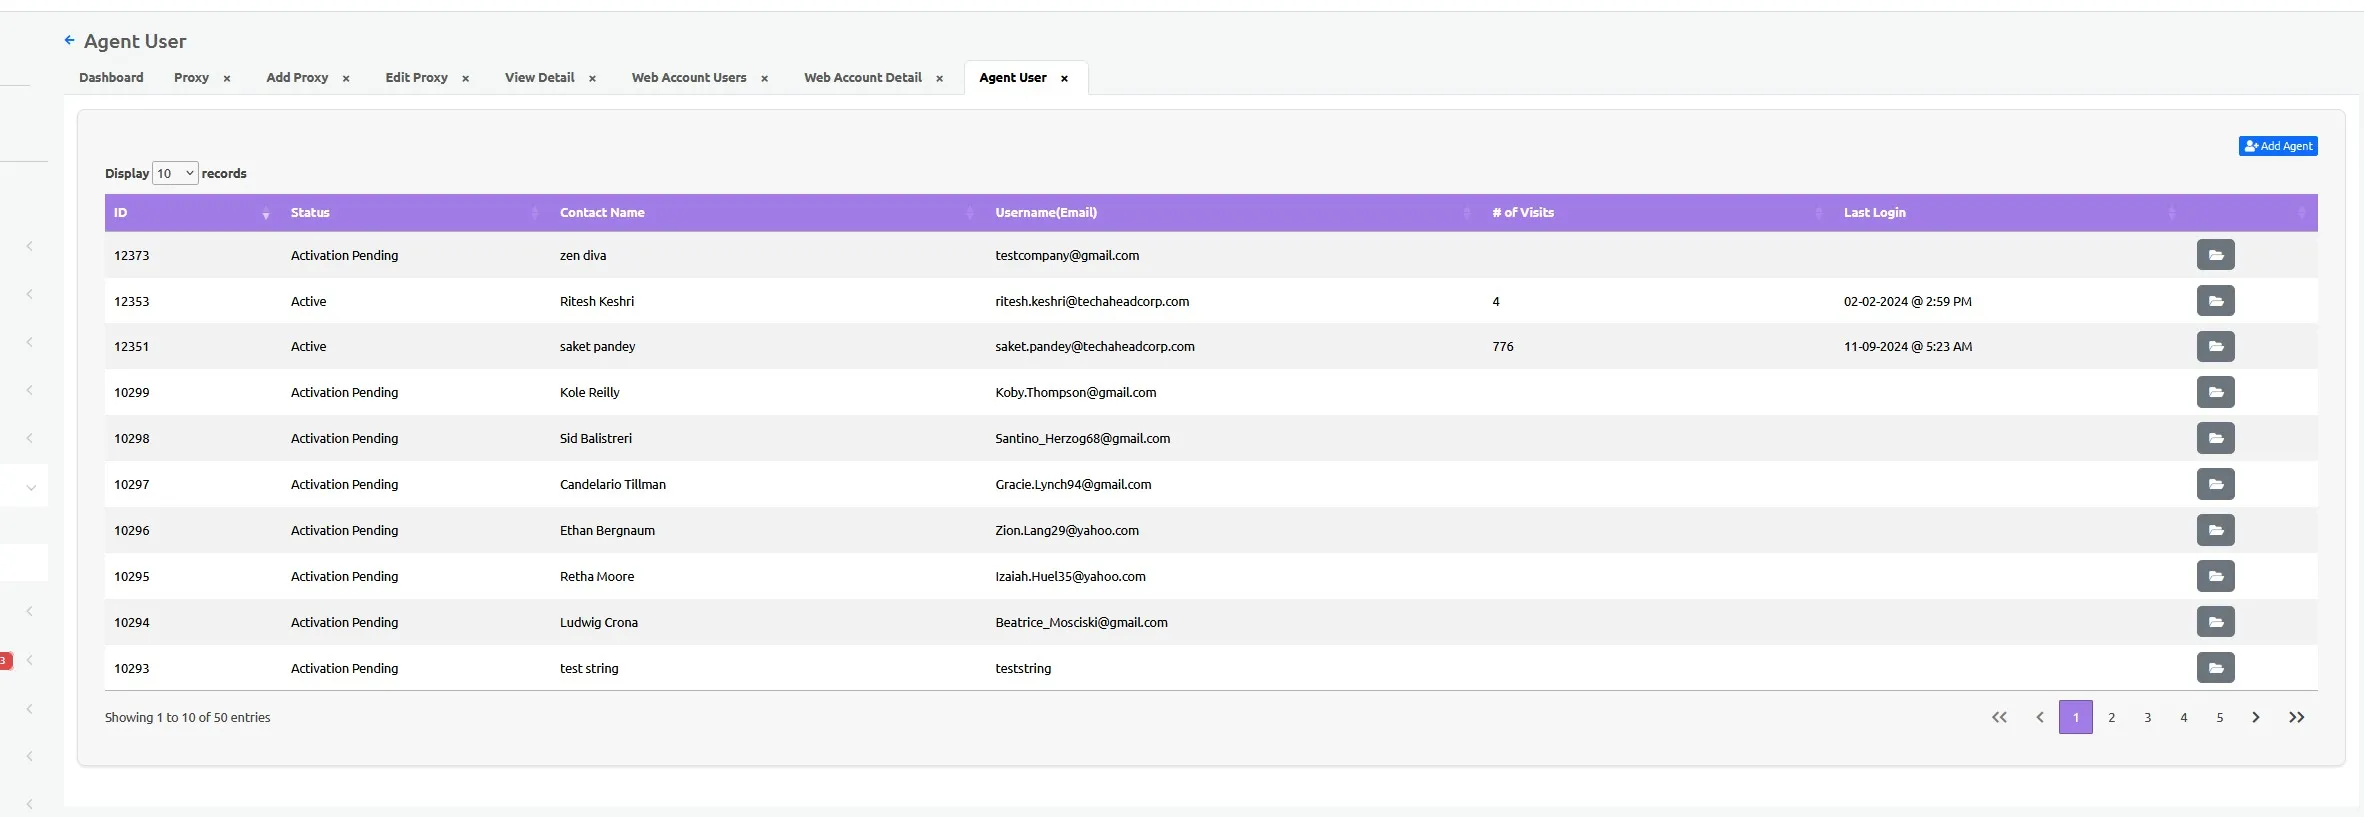 Agent User
Dashboard Proxy × Add Proxy × Edit Proxy × View Detail × Web Account Users × Web Account Detail × Agent User ×
Add Agent
Display 10 records
ID Status Contact Name Username(Email) # of Visits Last Login
12373 Activation Pending zen diva testcompany@gmail.com
12353 Active Ritesh Keshri ritesh.keshri@techaheadcorp.com 4 02-02-2024 @ 2:59 PM
12351 Active saket pandey saket.pandey@techaheadcorp.com 776 11-09-2024 @ 5:23 AM
10299 Activation Pending Kole Reilly Koby.Thompson@gmail.com
10298 Activation Pending Sid Balistreri Santino_Herzog68@gmail.com
10297 Activation Pending Candelario Tillman Gracie.Lynch94@gmail.com
10296 Activation Pending Ethan Bergnaum Zion.Lang29@yahoo.com
10295 Activation Pending Retha Moore Izaiah.Huel35@yahoo.com
10294 Activation Pending Ludwig Crona Beatrice_Mosciski@gmail.com
3
10293 Activation Pending test string teststring
Showing 1 to 10 of 50 entries
1 2 3 4 5